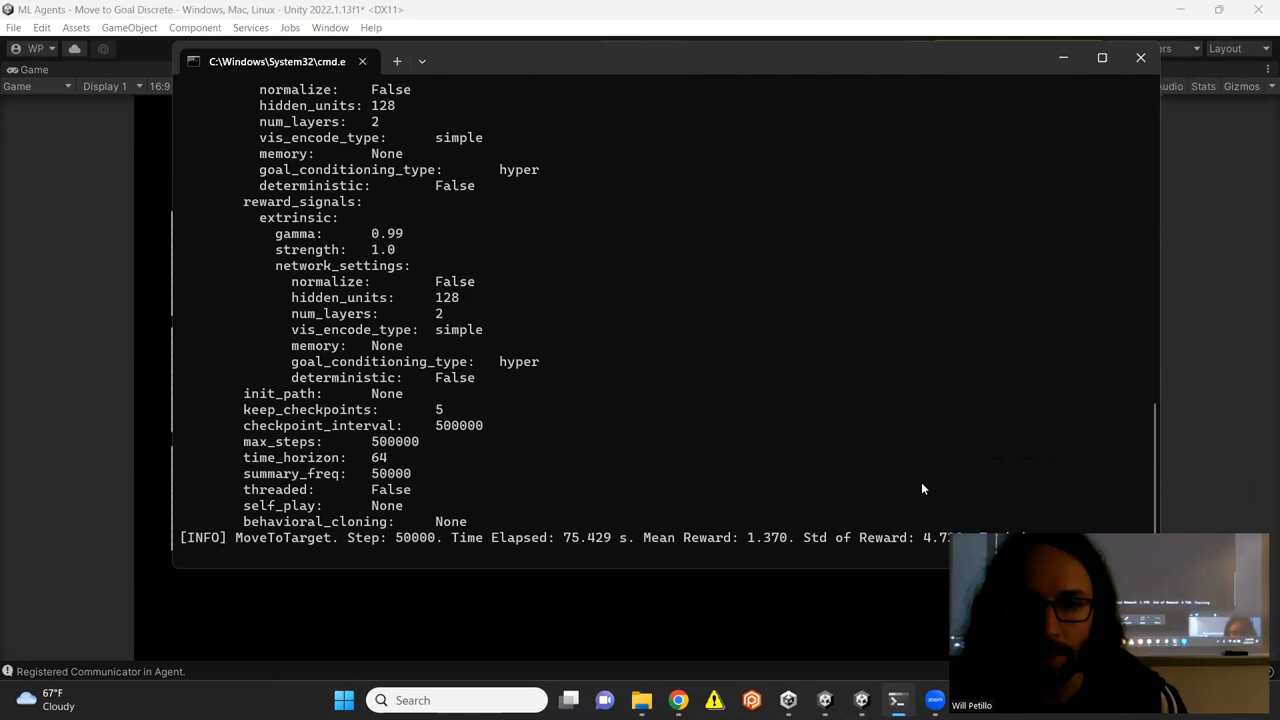 ML Agents - Move to Goal Discrete - Windows, Mac, Linux - Unity 2022.1.13f1* <DX11>
File Edit Assets GameObject Component Services Jobs Window Help
WP Layout
C:\Windows\System32\cmd.e
Game
Game Display 1 16:9 Stats Gizmos
normalize: False
hidden_units: 128
num_layers: 2
vis_encode_type: simple
memory: None
goal_conditioning_type: hyper
deterministic: False
reward_signals:
extrinsic:
gamma: 0.99
strength: 1.0
network_settings:
normalize: False
hidden_units: 128
num_layers: 2
vis_encode_type: simple
memory: None
goal_conditioning_type: hyper
deterministic: False
init_path: None
keep_checkpoints: 5
checkpoint_interval: 500000
max_steps: 500000
time_horizon: 64
summary_freq: 50000
threaded: False
self_play: None
behavioral_cloning: None
[INFO] MoveToTarget. Step: 50000. Time Elapsed: 75.429 s. Mean Reward: 1.370. Std of Reward:
Registered Communicator in Agent.
67°F
Cloudy
Search
zoom
Will Petillo